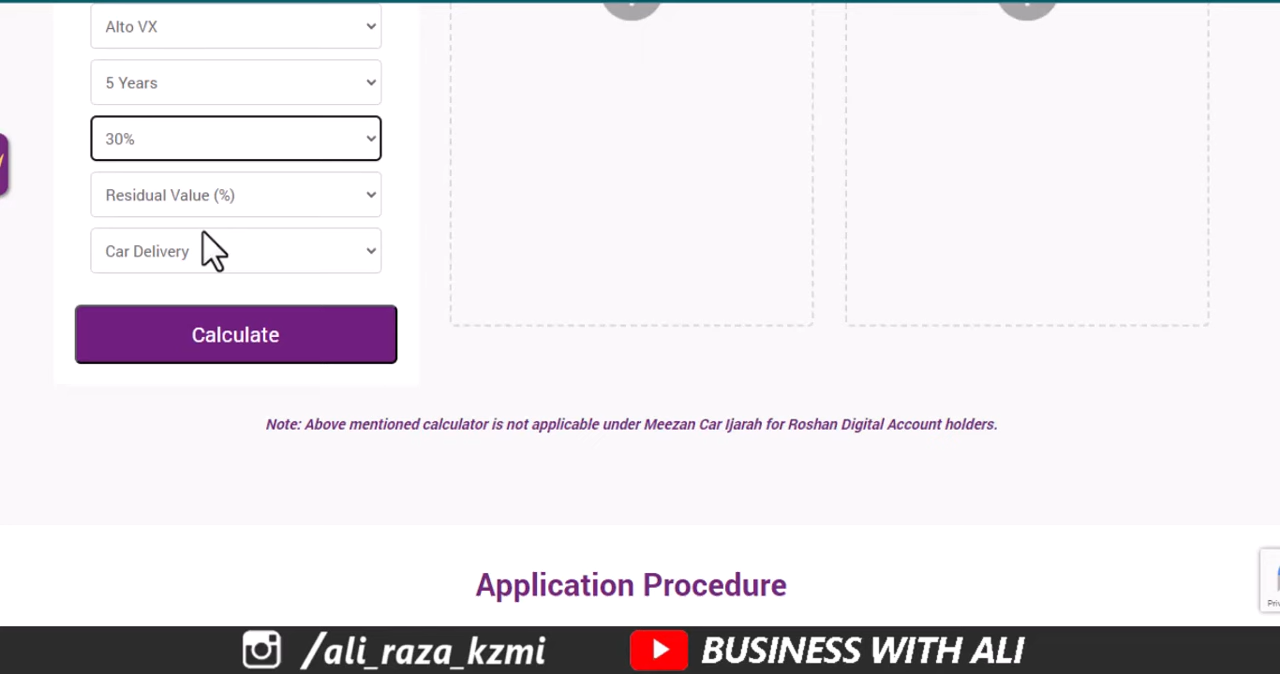 Alto VX
5 Years
30%
Residual Value (%)
Car Delivery
Calculate
Note: Above mentioned calculator is not applicable under Meezan Car Ijarah for Roshan Digital Account holders.
Application Procedure
/ali_raza_kzmi
BUSINESS WITH ALI